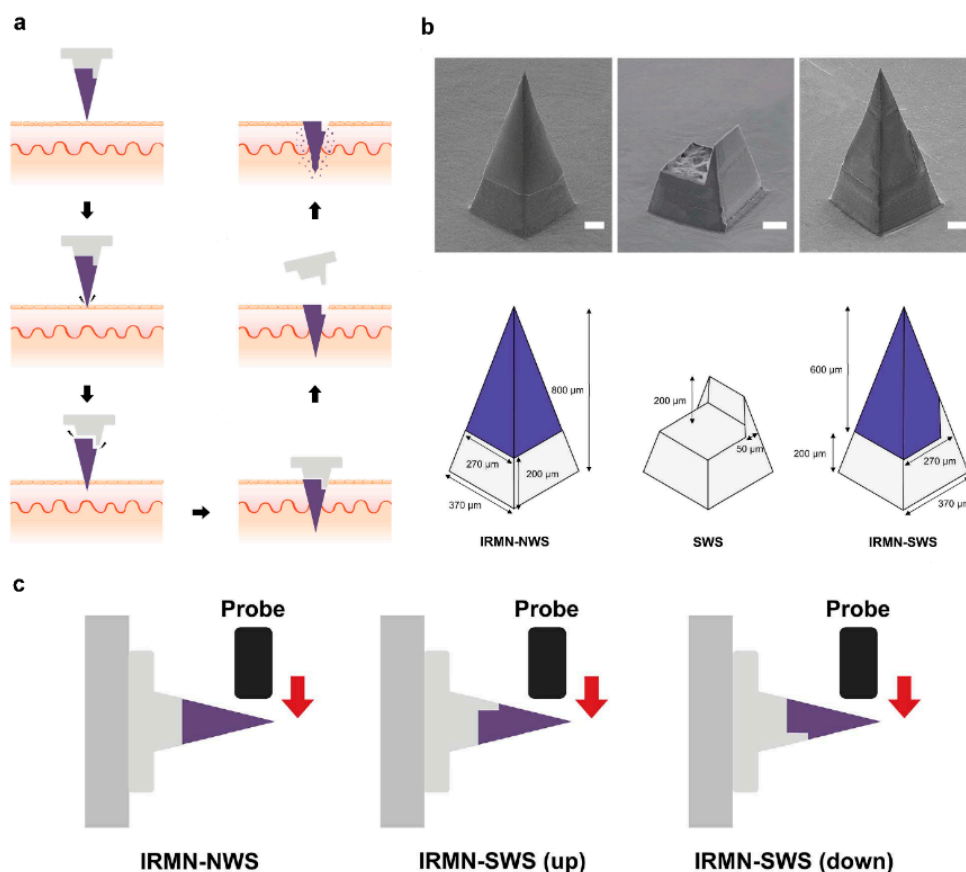 a
b
800 µm
270 µm
200 µm
370 µm
IRMN-NWS
200 µm
50 µm
SWS
600 µm
200 µm
270 µm
370 µm
IRMN-SWS
c
Probe
Probe
Probe
IRMN-NWS
IRMN-SWS (up)
IRMN-SWS (down)